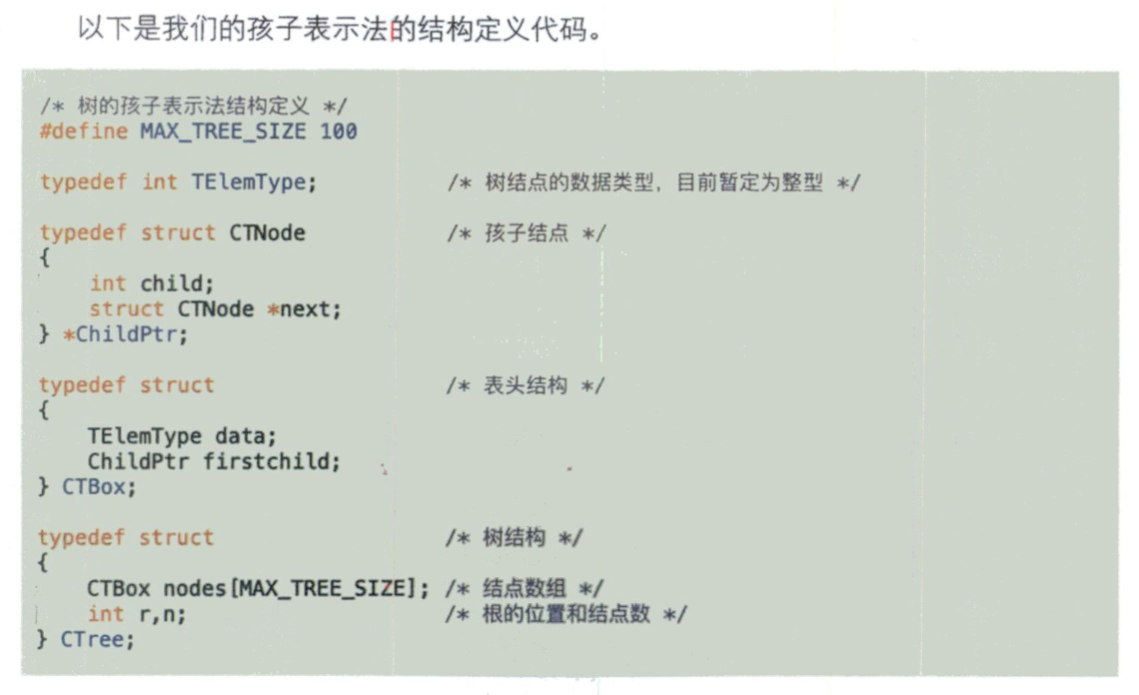 以下是我们的孩子表示法的结构定义代码。
/* 树的孩子表示法结构定义 */
#define MAX_TREE_SIZE 100
typedef int TElemType; /* 树结点的数据类型，目前暂定为整型 */
typedef struct CTNode /* 孩子结点 */
{
int child;
struct CTNode *next;
} *ChildPtr;
typedef struct /* 表头结构 */
{
TElemType data;
ChildPtr firstchild;
} CTBox;
typedef struct /* 树结构 */
{
CTBox nodes[MAX_TREE_SIZE]; /* 结点数组 */
int r,n; /* 根的位置和结点数 */
} CTree;